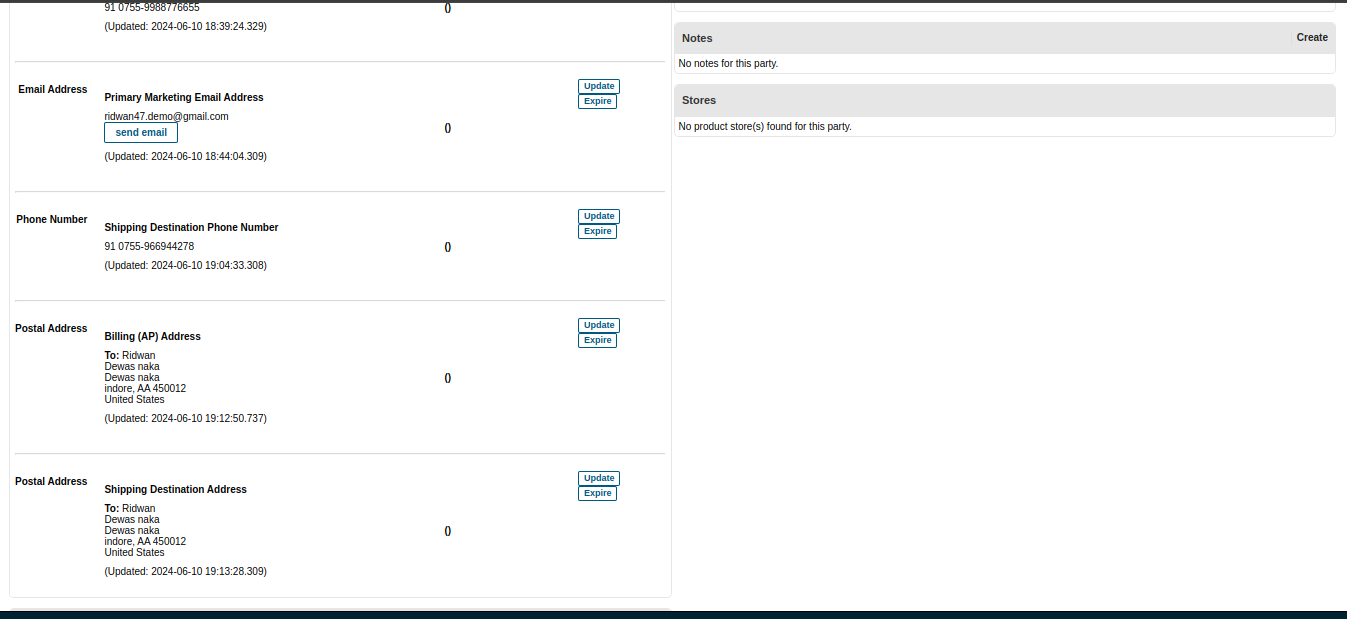 91 0755-9988776655
()
(Updated: 2024-06-10 18:39:24.329)
Email Address
Primary Marketing Email Address
ridwan47.demo@gmail.com
send email
(Updated: 2024-06-10 18:44:04.309)
()
Update
Expire
Phone Number
Shipping Destination Phone Number
91 0755-966944278
(Updated: 2024-06-10 19:04:33.308)
()
Update
Expire
Postal Address
Billing (AP) Address
To: Ridwan
Dewas naka
Dewas naka
indore, AA 450012
United States
(Updated: 2024-06-10 19:12:50.737)
()
Update
Expire
Postal Address
Shipping Destination Address
To: Ridwan
Dewas naka
Dewas naka
indore, AA 450012
United States
(Updated: 2024-06-10 19:13:28.309)
()
Update
Expire
Notes
Create
No notes for this party.
Stores
No product store(s) found for this party.